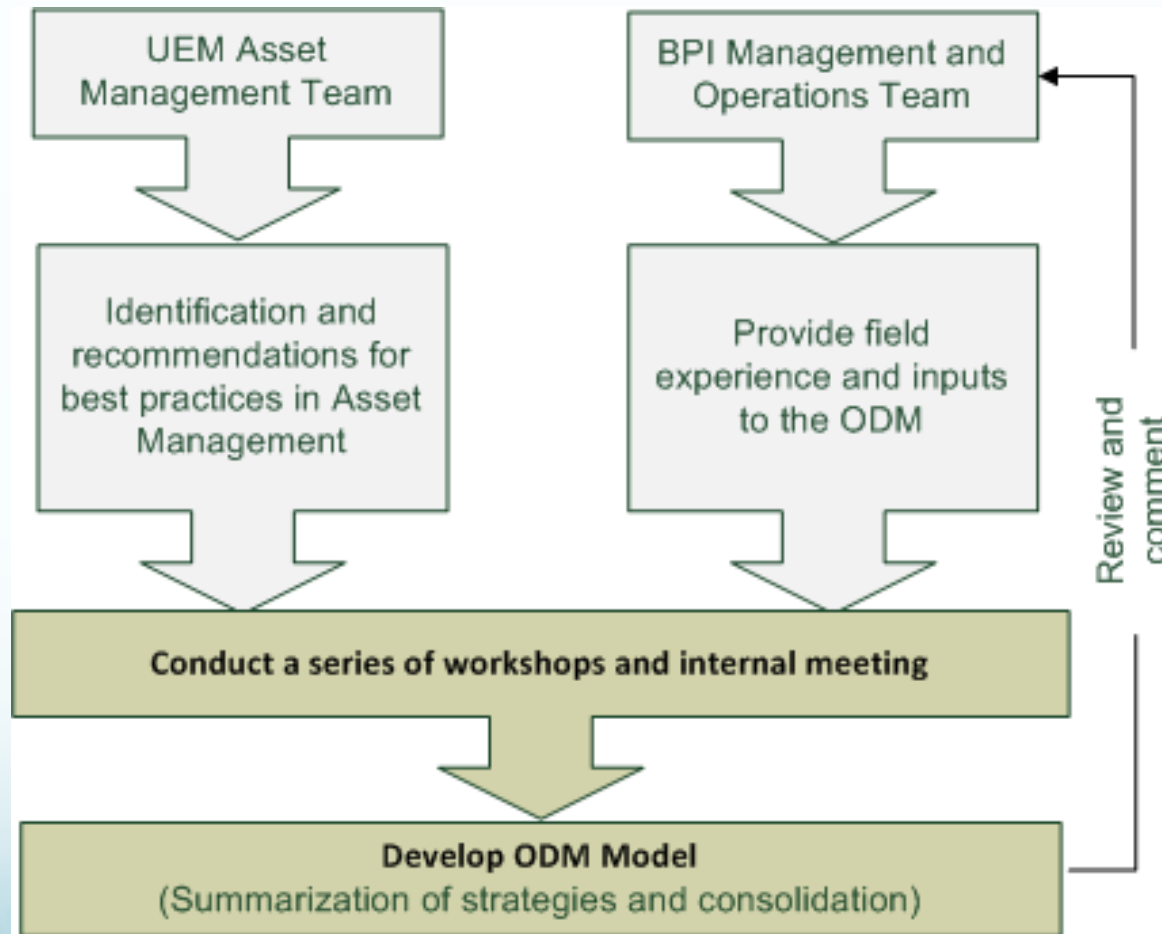 UEM Asset
Management Team
BPI Management and
Operations Team
Identification and
recommendations for
best practices in Asset
Management
Provide field
experience and inputs
to the ODM
Review and
comment
Conduct a series of workshops and internal meeting
Develop ODM Model
(Summarization of strategies and consolidation)